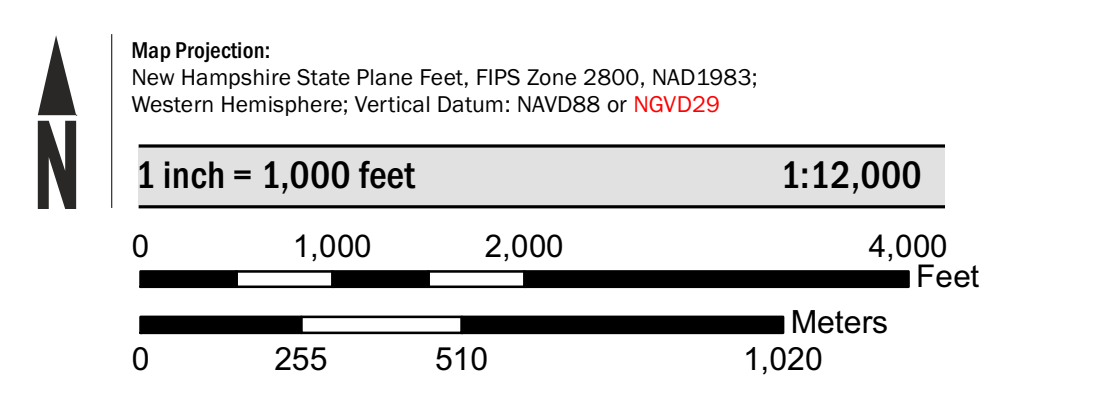 N
Map Projection:
New Hampshire State Plane Feet, FIPS Zone 2800, NAD1983;
Western Hemisphere; Vertical Datum: NAVD88 or NGVD29
1 inch = 1,000 feet 1:12,000
0 1,000 2,000 4,000
Feet
Meters
0 255 510 1,020